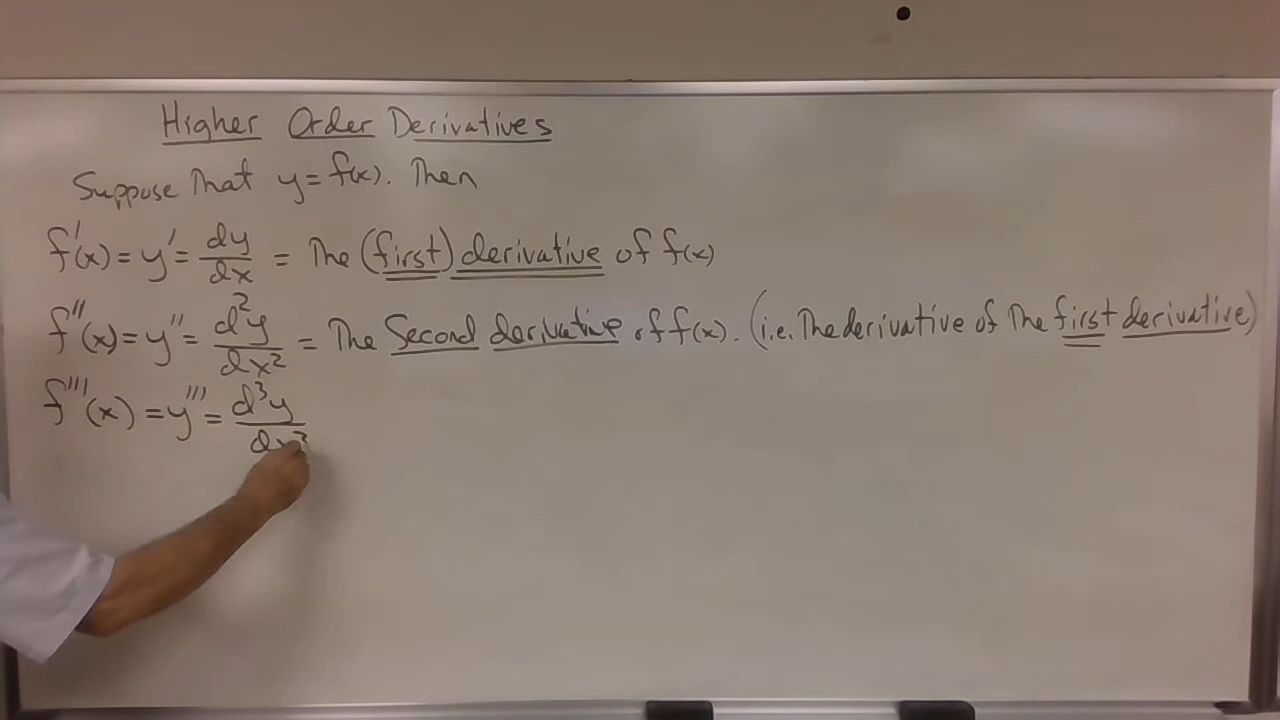 Higher Order Derivatives
Suppose That y = f(x). Then
f'(x) = y' = dy/dx = The (first) derivative of f(x)
f''(x) = y'' = d²y/dx² = The Second derivative of f(x). (i.e. The derivative of The first derivative)
f'''(x) = y''' = d³y/dx³